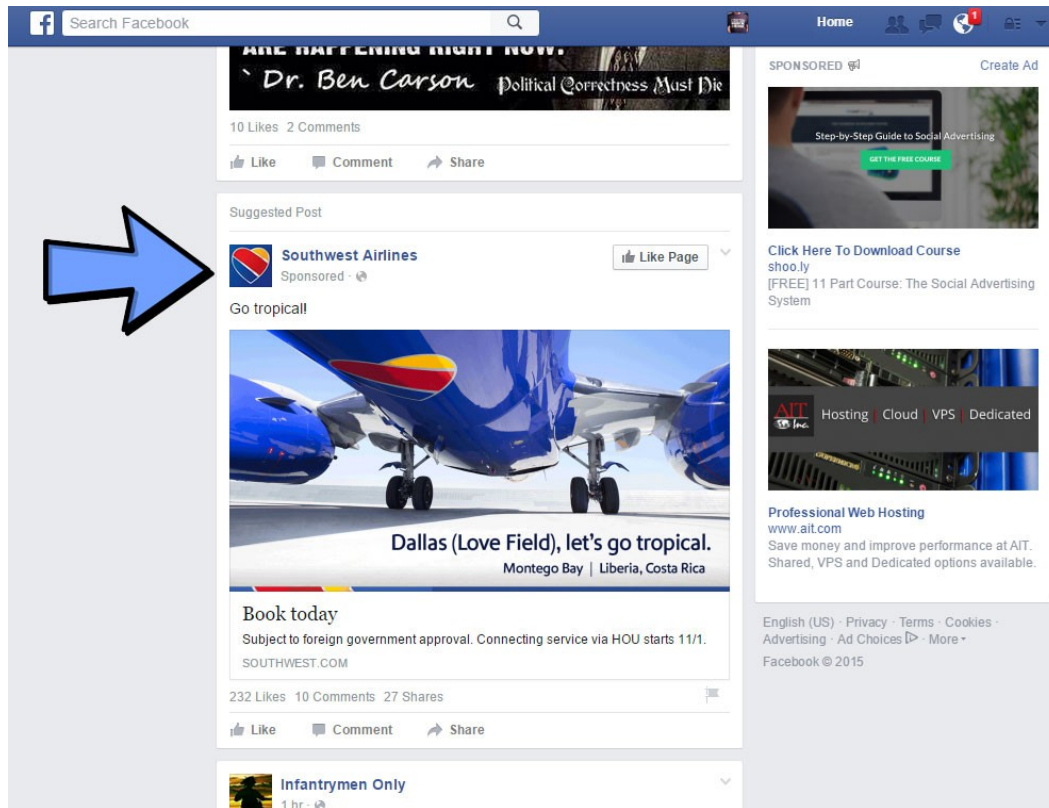 Search Facebook
Home
1
ARE HAPPENING RIGHT NOW.
` Dr. Ben Carson
Political Correctness Must Die
10 Likes 2 Comments
Like Comment Share
Suggested Post
Southwest Airlines
Sponsored ·
Like Page
Go tropical!
Dallas (Love Field), let's go tropical.
Montego Bay | Liberia, Costa Rica
Book today
Subject to foreign government approval. Connecting service via HOU starts 11/1.
SOUTHWEST.COM
232 Likes 10 Comments 27 Shares
Like Comment Share
Infantrymen Only
1 hr ·
SPONSORED
Create Ad
Step-by-Step Guide to Social Advertising
GET THE FREE COURSE
Click Here To Download Course
shoo.ly
[FREE] 11 Part Course: The Social Advertising
System
AIT
Inc.
Hosting | Cloud | VPS | Dedicated
Professional Web Hosting
www.ait.com
Save money and improve performance at AIT.
Shared, VPS and Dedicated options available.
English (US) · Privacy · Terms · Cookies ·
Advertising · Ad Choices · More
Facebook © 2015